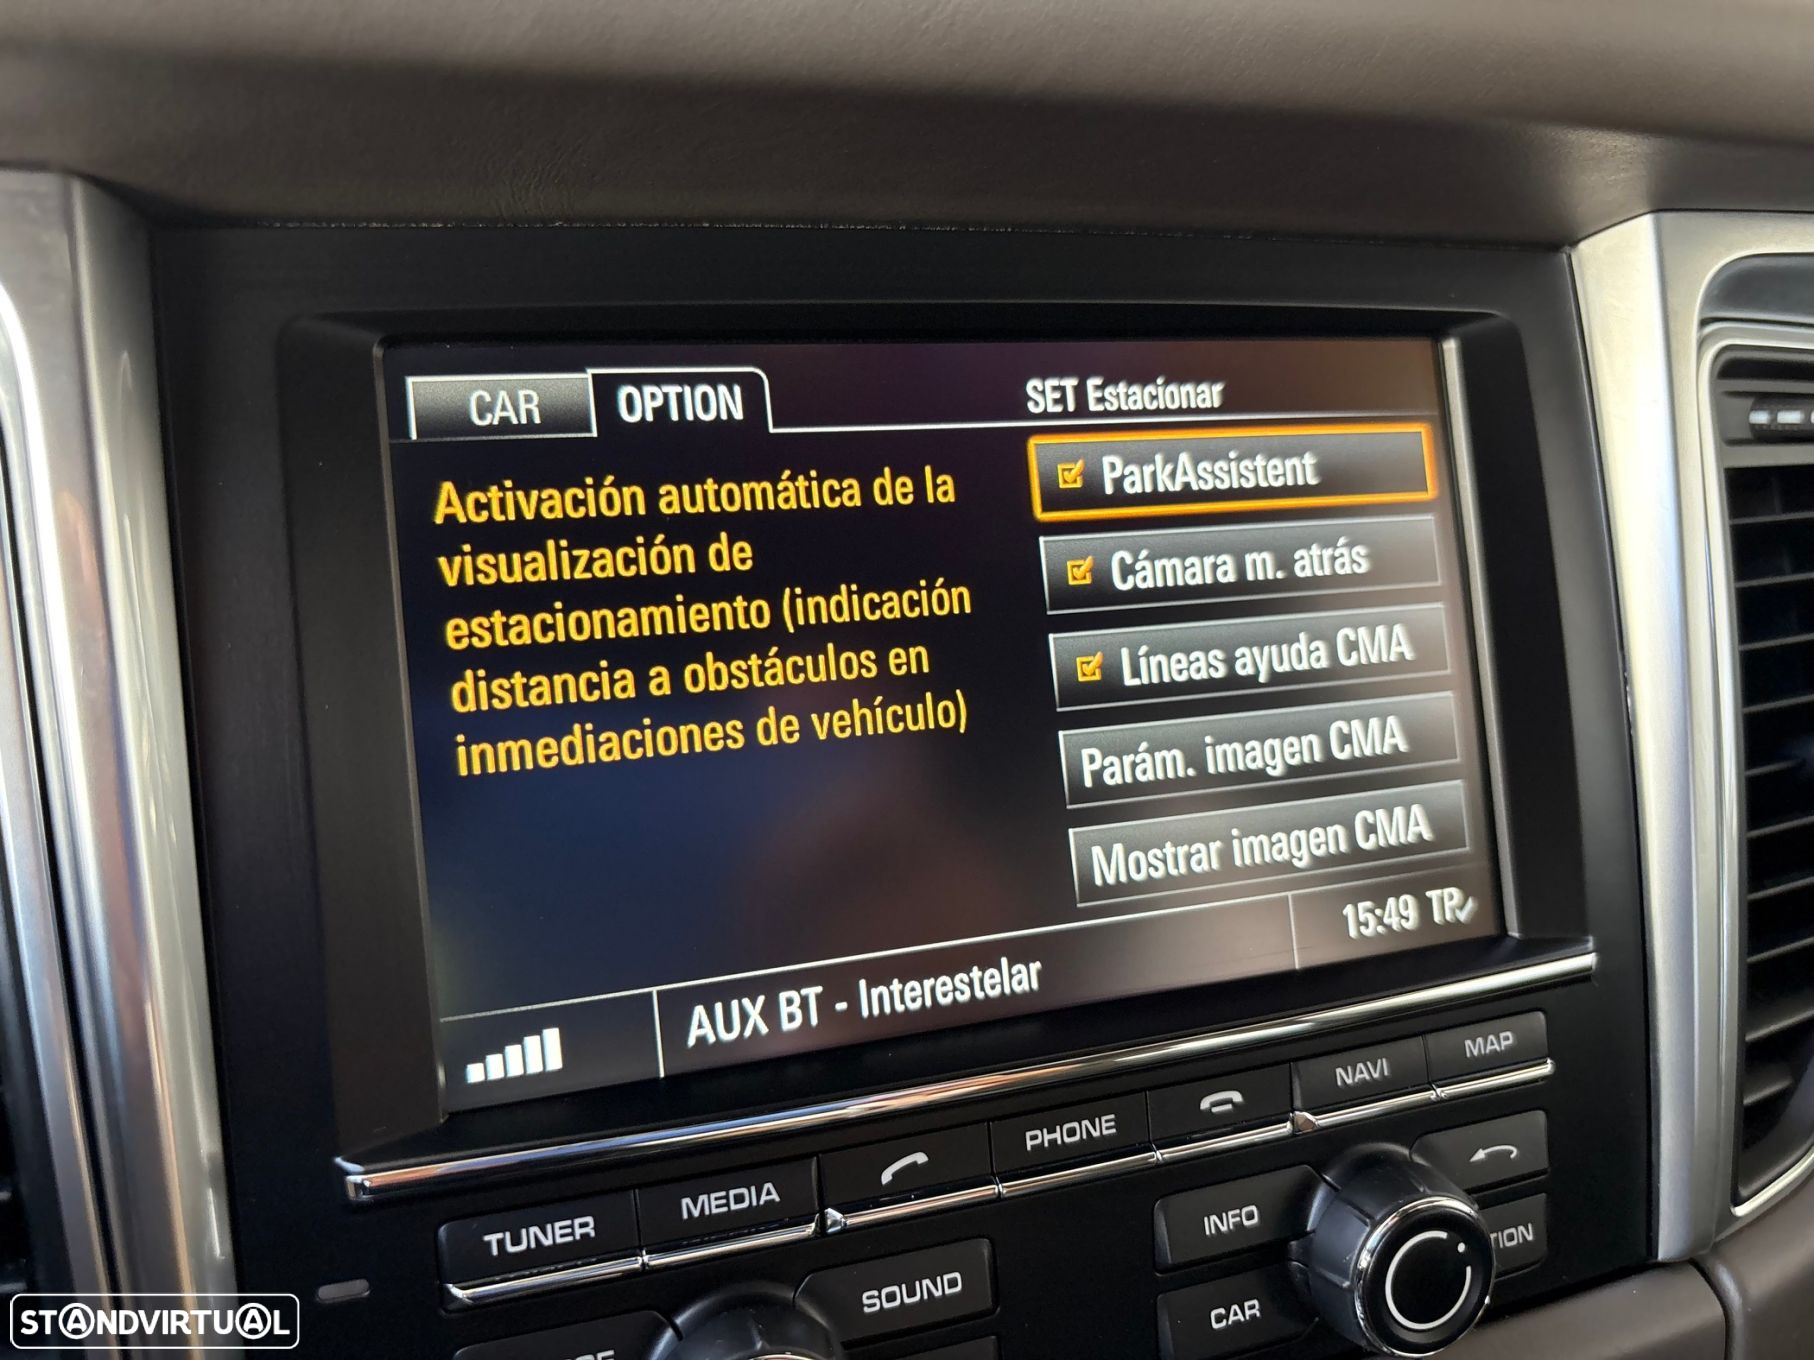 CAR
OPTION
SET Estacionar
Activación automática de la
visualización de
estacionamiento (indicación
distancia a obstáculos en
inmediaciones de vehículo)
ParkAssistent
Cámara m. atrás
Líneas ayuda CMA
Parám. imagen CMA
Mostrar imagen CMA
AUX BT - Interestelar
15:49 TP
TUNER
MEDIA
PHONE
NAVI
MAP
SOUND
INFO
CAR
STANDVIRTUAL